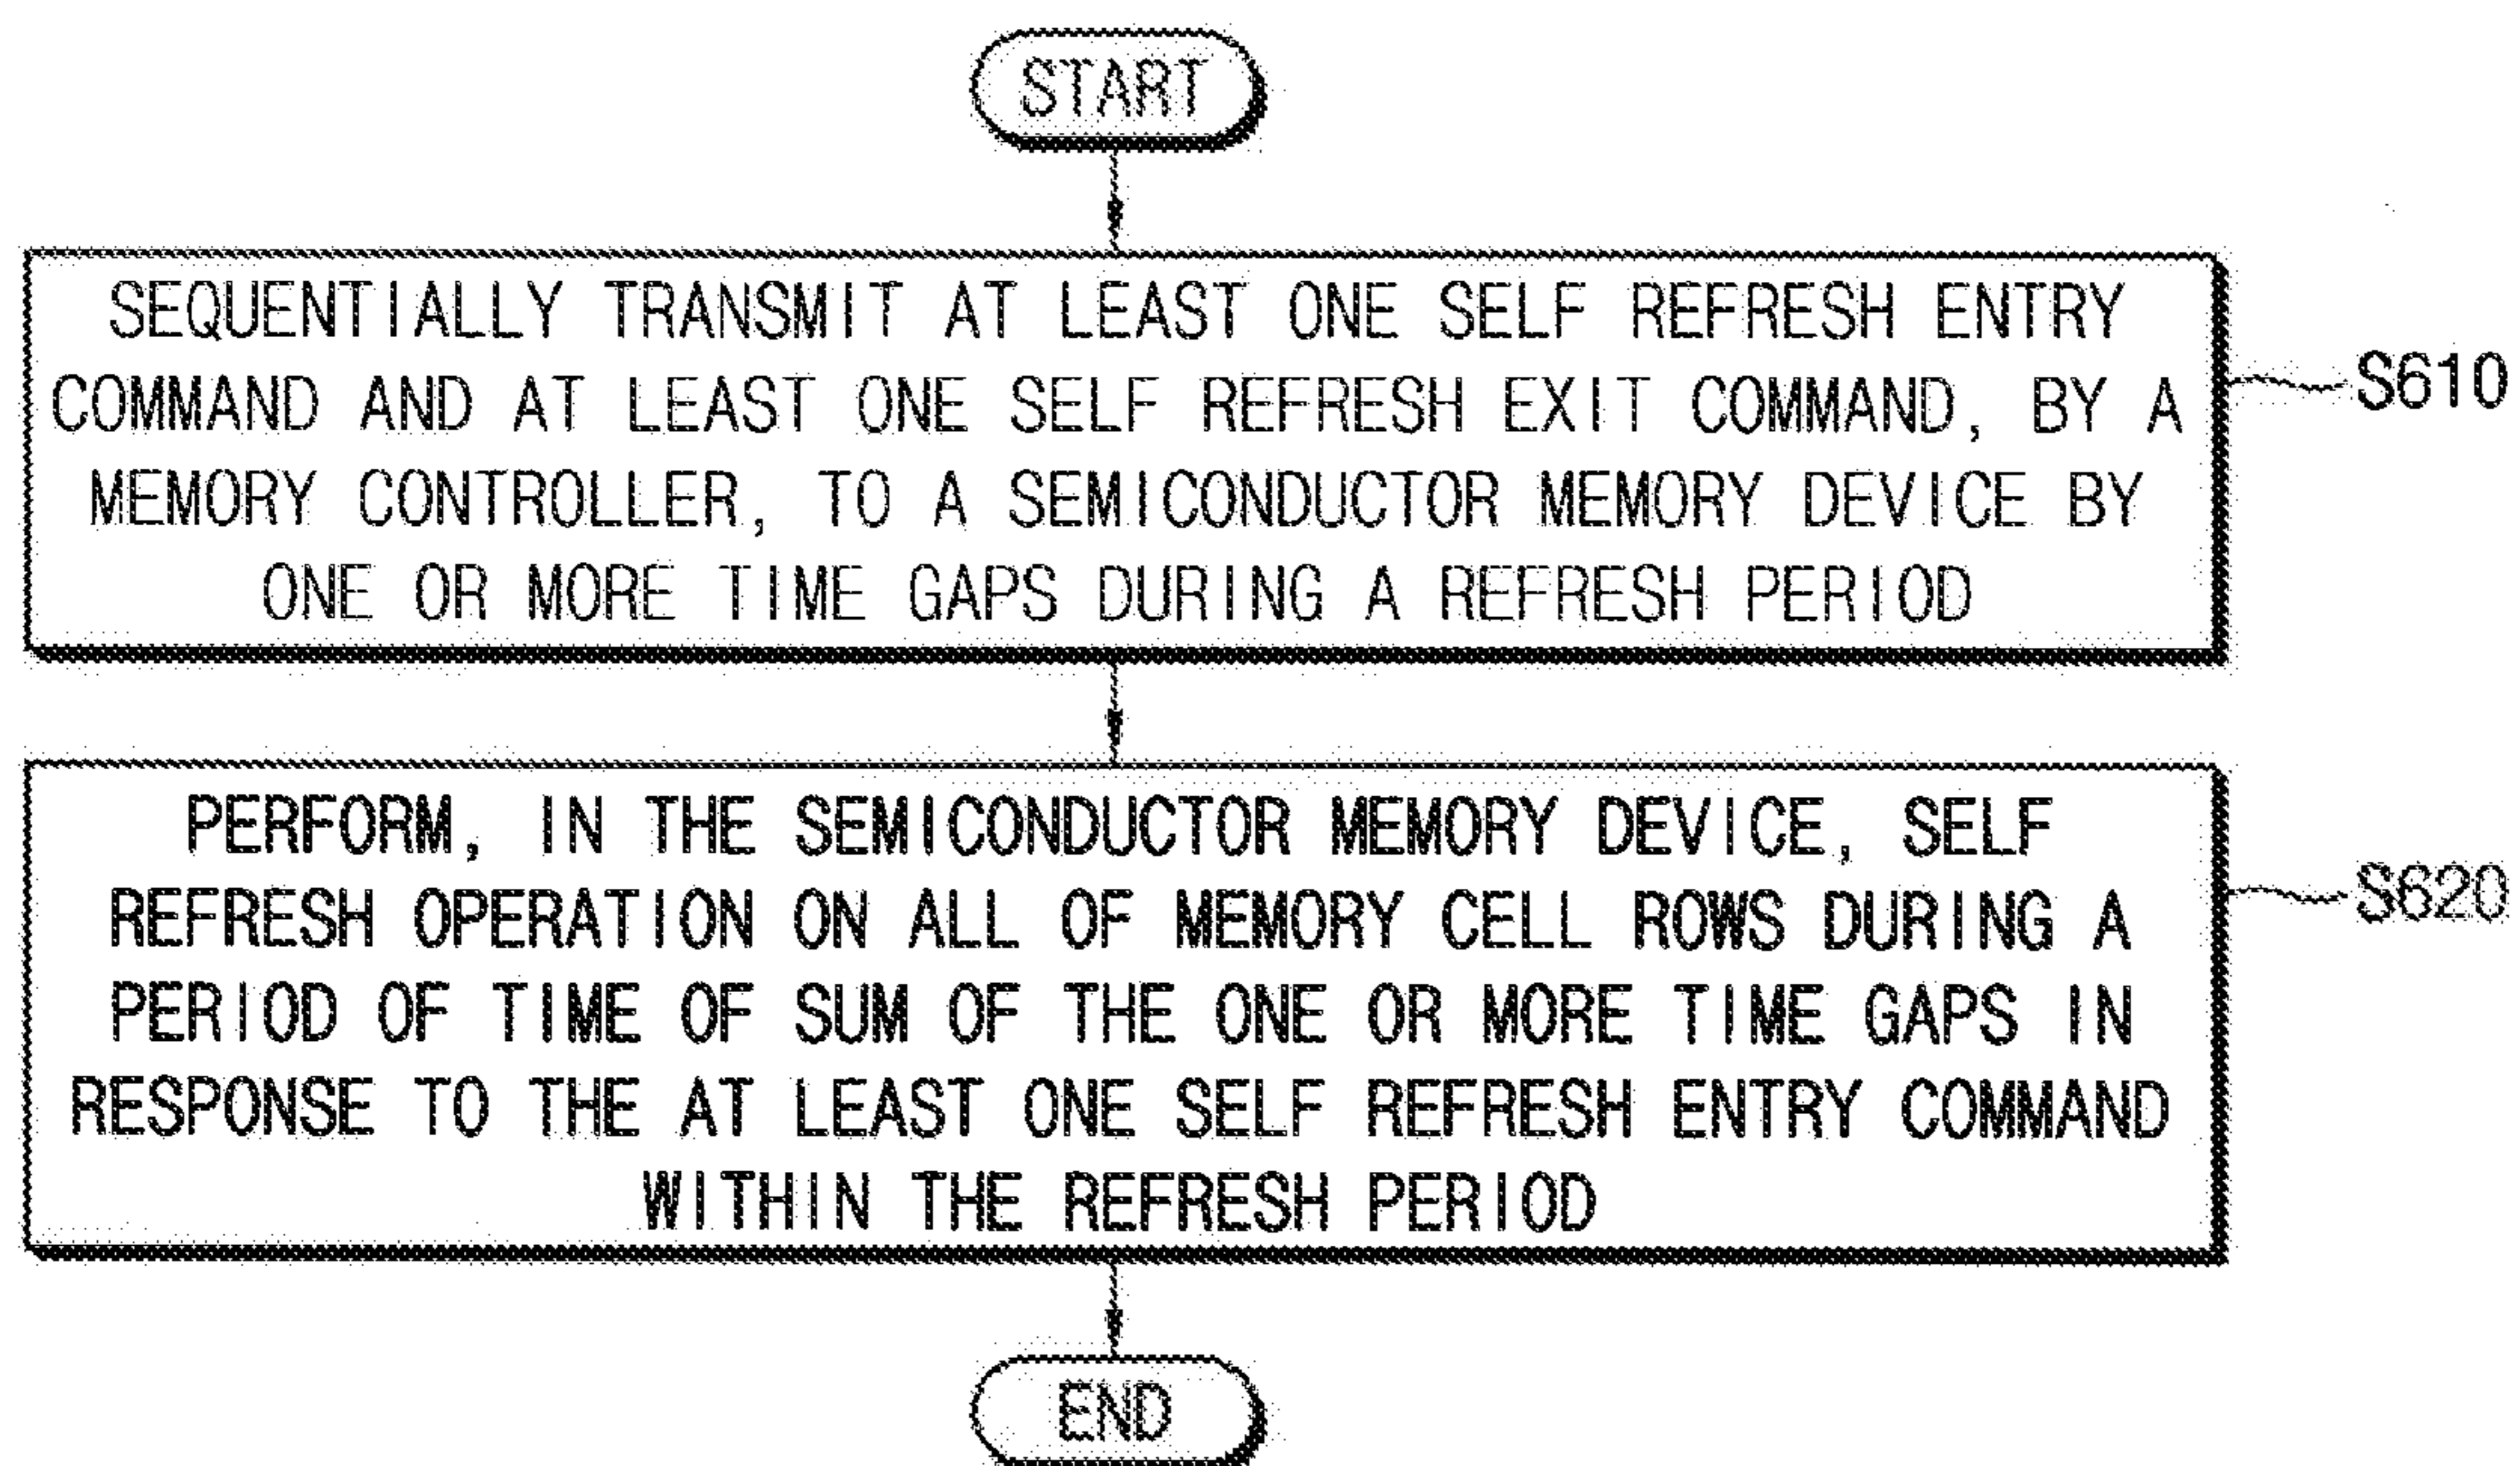 START
SEQUENTIALLY TRANSMIT AT LEAST ONE SELF REFRESH ENTRY
COMMAND AND AT LEAST ONE SELF REFRESH EXIT COMMAND, BY A
MEMORY CONTROLLER, TO A SEMICONDUCTOR MEMORY DEVICE BY
ONE OR MORE TIME GAPS DURING A REFRESH PERIOD
S610
PERFORM, IN THE SEMICONDUCTOR MEMORY DEVICE, SELF
REFRESH OPERATION ON ALL OF MEMORY CELL ROWS DURING A
PERIOD OF TIME OF SUM OF THE ONE OR MORE TIME GAPS IN
RESPONSE TO THE AT LEAST ONE SELF REFRESH ENTRY COMMAND
WITHIN THE REFRESH PERIOD
S620
END